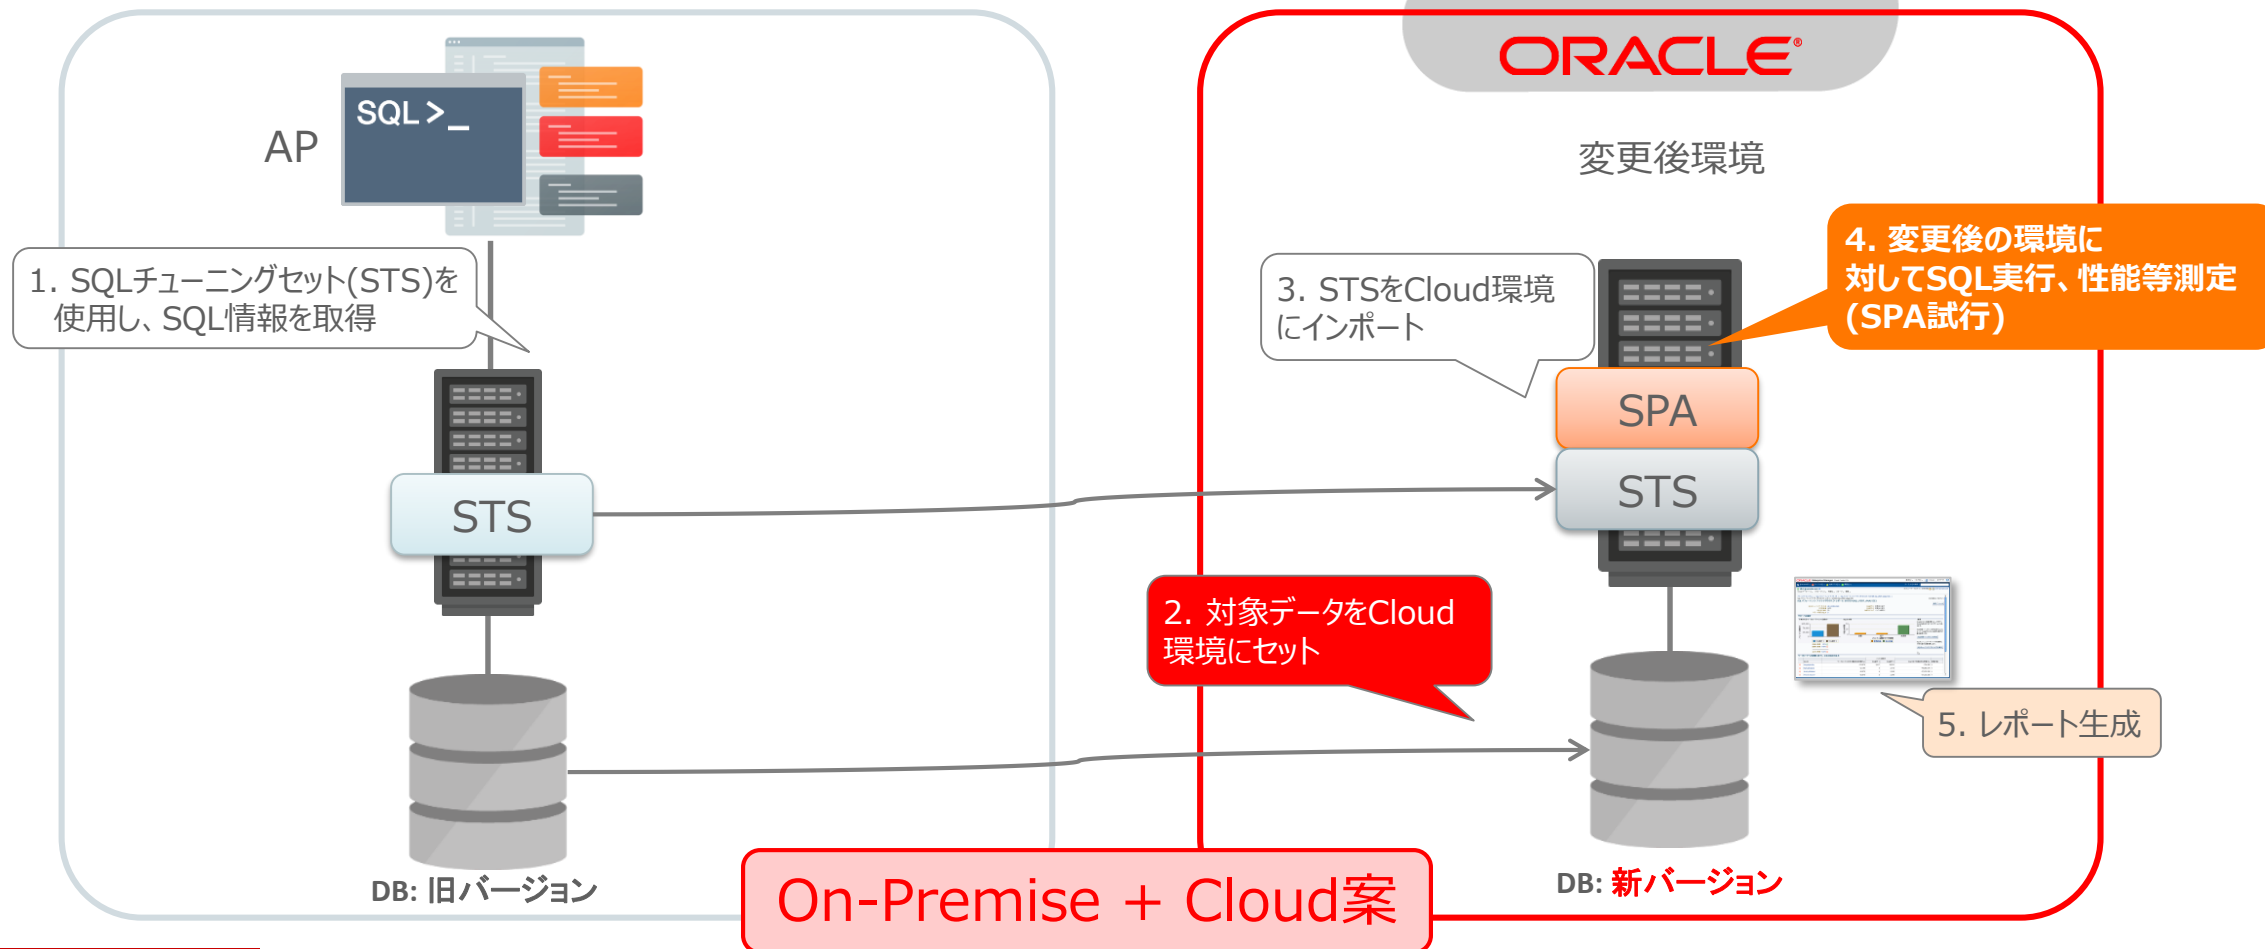 ORACLE®
SQL>_
AP
変更後環境
1. SQLチューニングセット(STS)を
使用し、SQL情報を取得
3. STSをCloud環境
にインポート
4. 変更後の環境に
対してSQL実行、性能等測定
(SPA試行)
SPA
STS
STS
2. 対象データをCloud
環境にセット
5. レポート生成
DB: 旧バージョン
DB: 新バージョン
On-Premise + Cloud案